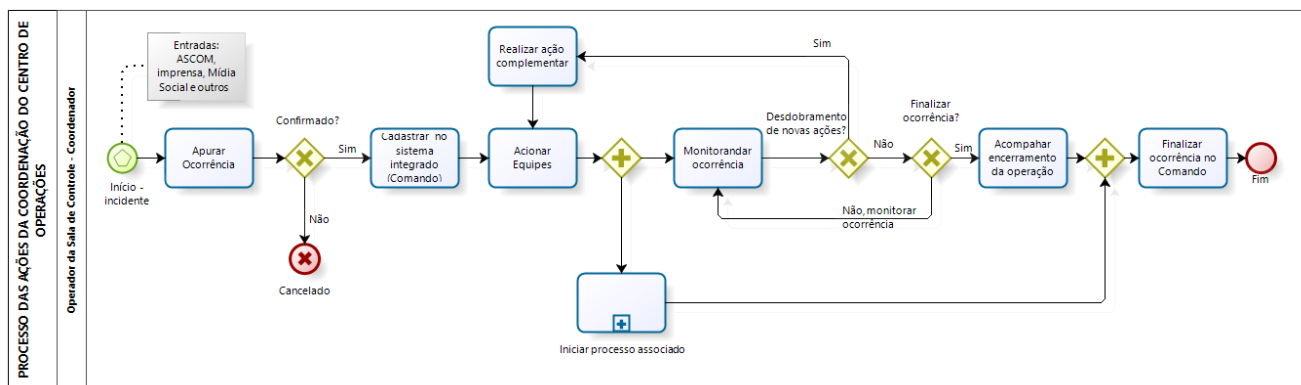 PROCESSO DAS AÇÕES DA COORDENAÇÃO DO CENTRO DE
OPERAÇÕES
Operador da Sala de Controle - Coordenador
Entradas:
ASCOM,
imprensa, Mídia
Social e outros
Início -
incidente
Apurar
Ocorrência
Confirmado?
Sim
Não
Cancelado
Cadastrar no
sistema
integrado
(Comando)
Realizar ação
complementar
Acionar
Equipes
Iniciar processo associado
Monitorandar
ocorrência
Sim
Desdobramento
de novas ações?
Não
Finalizar
ocorrência?
Sim
Não, monitorar
ocorrência
Acompahar
encerramento
da operação
Finalizar
ocorrência no
Comando
Fim